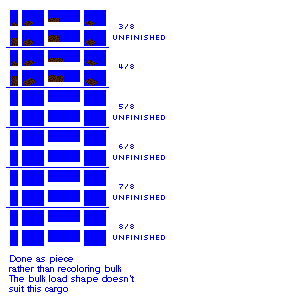 3/8
UNFINISHED
4/8
5/8
UNFINISHED
6/8
UNFINISHED
7/8
UNFINISHED
8/8
UNFINISHED
Done as piece
rather than recoloring bulk
The bulk load shape doesn't
suit this cargo